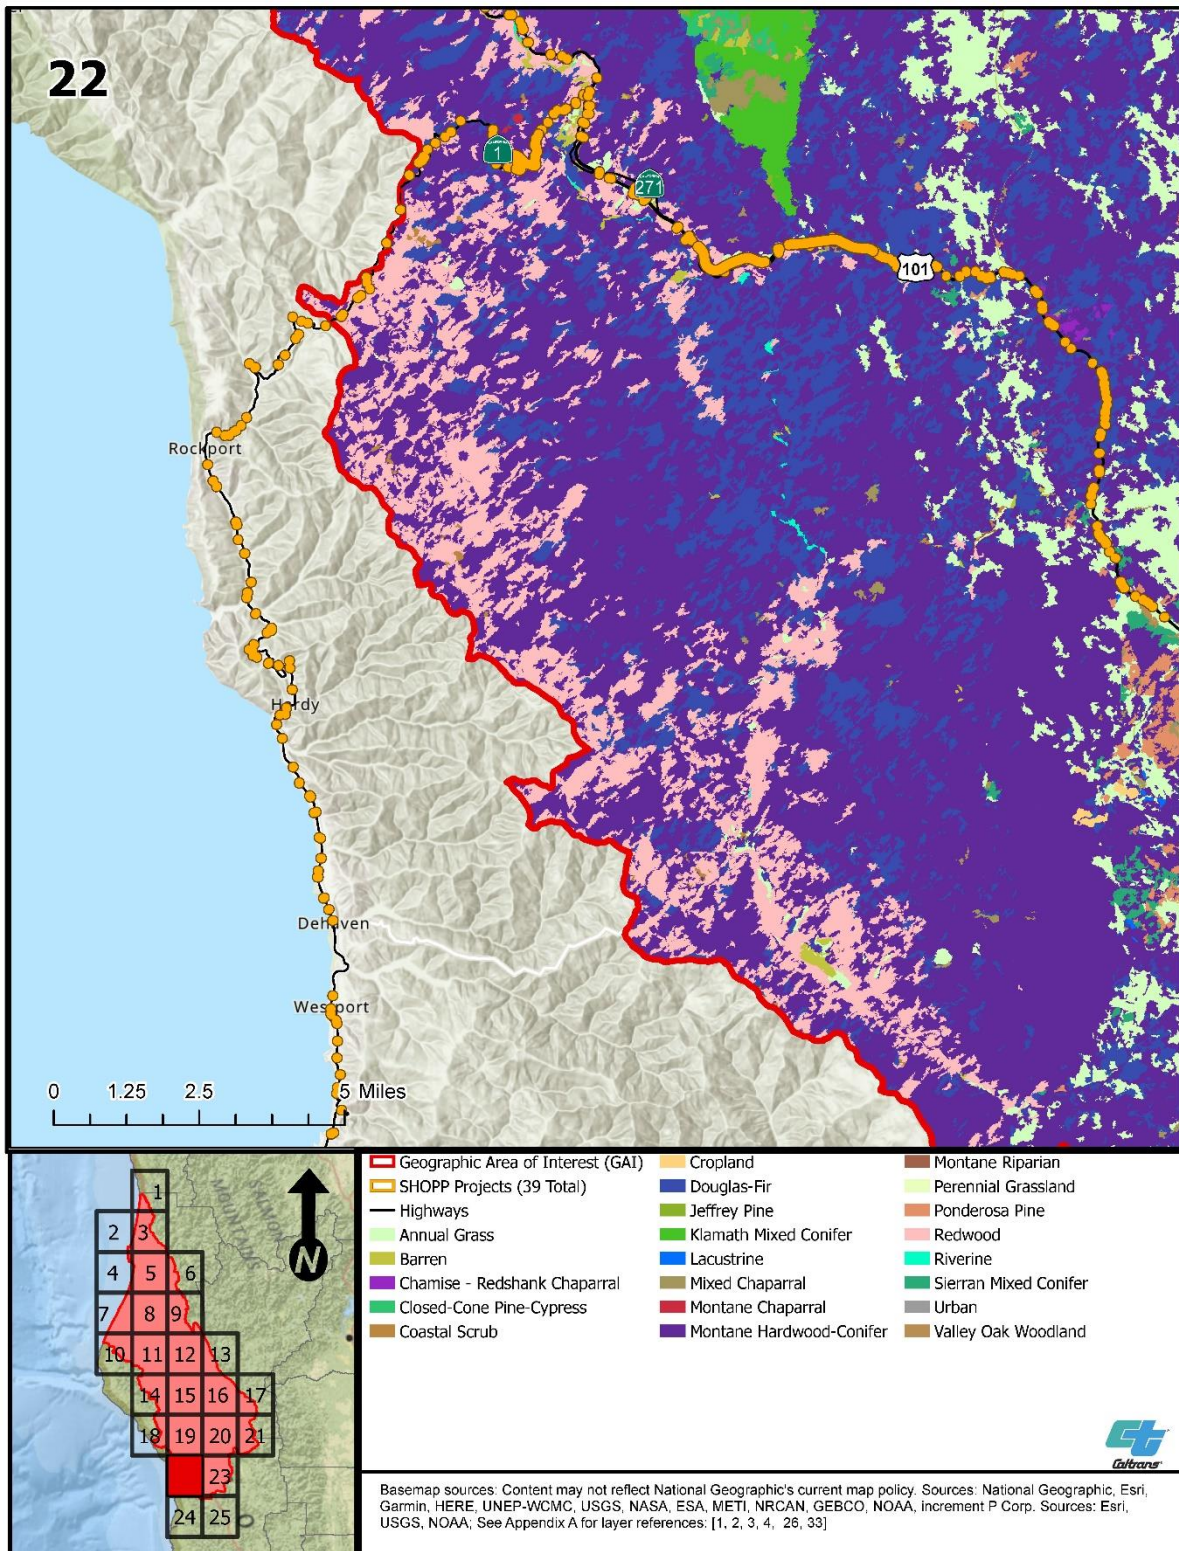 22
1
271
101
Rockport
Hardy
Dehaven
Westport
0 1.25 2.5 5 Miles
1
2 3
4 5 6
7 8 9
10 11 12 13
14 15 16 17
18 19 20 21
23
24 25
SALMON
MOUNTAINS
N
Geographic Area of Interest (GAI)
SHOPP Projects (39 Total)
Highways
Annual Grass
Barren
Chamise - Redshank Chaparral
Closed-Cone Pine-Cypress
Coastal Scrub
Cropland
Douglas-Fir
Jeffrey Pine
Klamath Mixed Conifer
Lacustrine
Mixed Chaparral
Montane Chaparral
Montane Hardwood-Conifer
Montane Riparian
Perennial Grassland
Ponderosa Pine
Redwood
Riverine
Sierran Mixed Conifer
Urban
Valley Oak Woodland
Caltrans
Basemap sources: Content may not reflect National Geographic's current map policy. Sources: National Geographic, Esri,
Garmin, HERE, UNEP-WCMC, USGS, NASA, ESA, METI, NRCAN, GEBCO, NOAA, increment P Corp. Sources: Esri,
USGS, NOAA; See Appendix A for layer references: [1, 2, 3, 4, 26, 33]